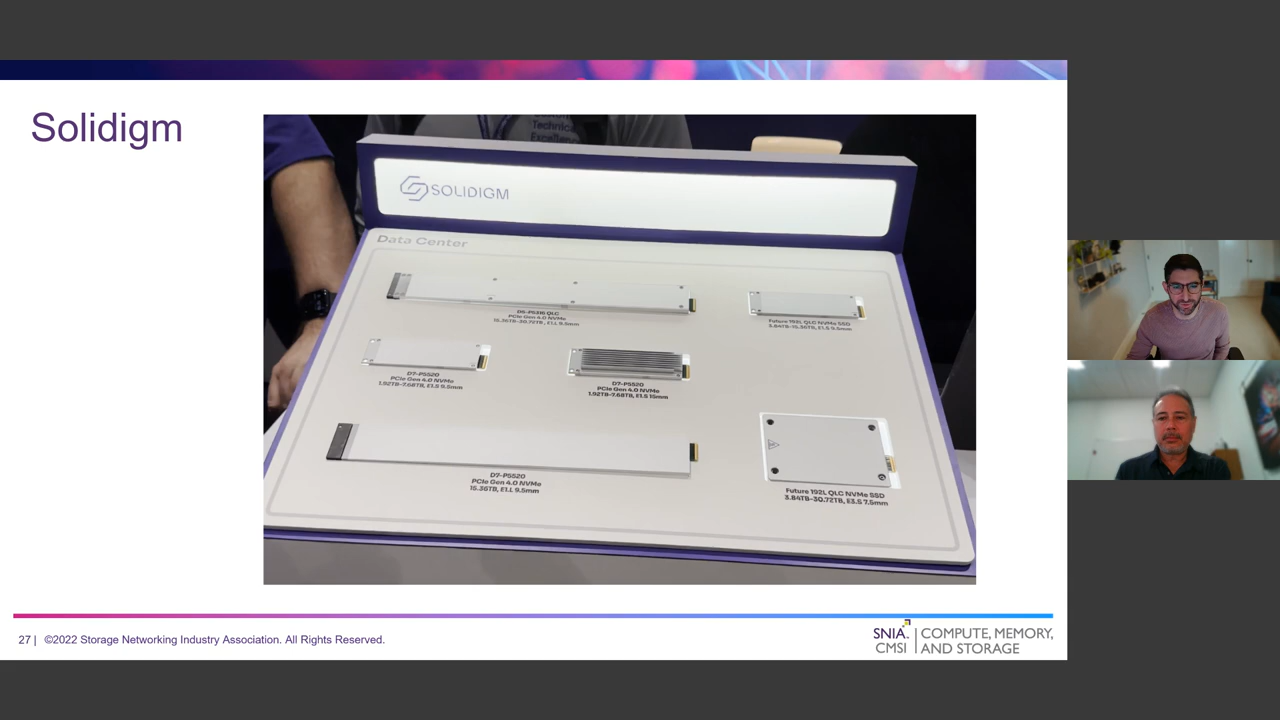 Solidigm
Technical
Excellence
SOLIDIGM
Data Center
D5-P5316 QLC
PCIe Gen 4.0 NVMe
15.36TB-30.72TB, E1.L 9.5mm
Future 192L QLC NVMe SSD
3.84TB-15.36TB, E1.S 9.5mm
D7-P5520
PCIe Gen 4.0 NVMe
1.92TB-7.68TB, E1.S 9.5mm
D7-P5520
PCIe Gen 4.0 NVMe
1.92TB-7.68TB, E1.S 15mm
D7-P5520
PCIe Gen 4.0 NVMe
15.36TB, E1.L 9.5mm
Future 192L QLC NVMe SSD
3.84TB-30.72TB, E3.S 7.5mm
27 | ©2022 Storage Networking Industry Association. All Rights Reserved.
SNIA. | COMPUTE, MEMORY,
CMSI | AND STORAGE